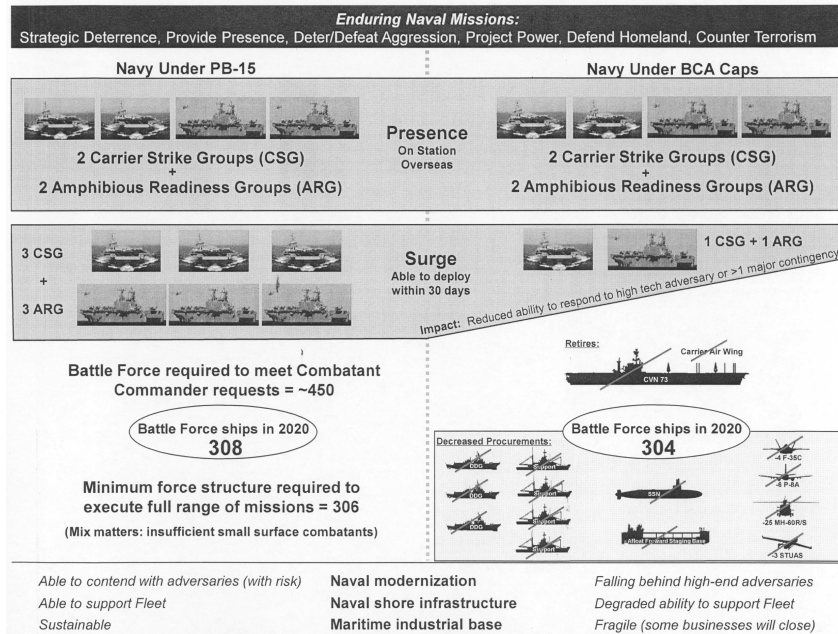 Enduring Naval Missions:
Strategic Deterrence, Provide Presence, Deter/Defeat Aggression, Project Power, Defend Homeland, Counter Terrorism
Navy Under PB-15
Navy Under BCA Caps
2 Carrier Strike Groups (CSG)
+
2 Amphibious Readiness Groups (ARG)
Presence
On Station
Overseas
2 Carrier Strike Groups (CSG)
+
2 Amphibious Readiness Groups (ARG)
3 CSG
+
3 ARG
Surge
Able to deploy
within 30 days
1 CSG + 1 ARG
Impact: Reduced ability to respond to high tech adversary or >1 major contingency
Battle Force required to meet Combatant
Commander requests = ~450
Battle Force ships in 2020
308
Minimum force structure required to
execute full range of missions = 306
(Mix matters: insufficient small surface combatants)
Retires:
Carrier Air Wing
CVN 73
Battle Force ships in 2020
304
Decreased Procurements:
DDG
DDG
DDG
Support
Support
Support
Support
SSN
Afloat Forward Staging Base
-4 F-35C
-6 P-8A
-25 MH-60R/S
-3 STUAS
Able to contend with adversaries (with risk)
Naval modernization
Falling behind high-end adversaries
Able to support Fleet
Naval shore infrastructure
Degraded ability to support Fleet
Sustainable
Maritime industrial base
Fragile (some businesses will close)